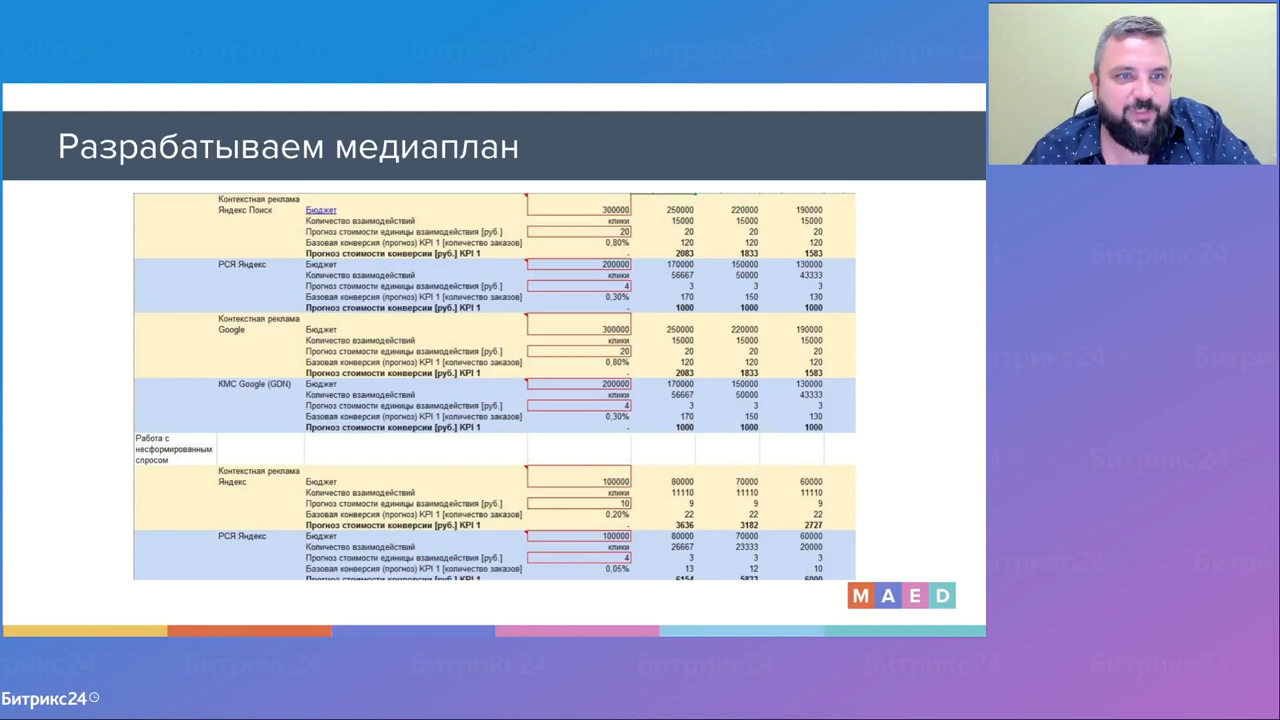 Разрабатываем медиаплан
Контекстная реклама
Яндекс Поиск Бюджет 300000 250000 220000 190000
Количество взаимодействий клики 15000 15000 15000
Прогноз стоимости единицы взаимодействия [руб.] 20 20 20 20
Базовая конверсия (прогноз) KPI 1 [количество заказов] 0,80% 120 120 120
Прогноз стоимости конверсии [руб.] KPI 1 - 2083 1833 1583
РСЯ Яндекс Бюджет 200000 170000 150000 130000
Количество взаимодействий клики 56667 50000 43333
Прогноз стоимости единицы взаимодействия [руб.] 4 3 3 3
Базовая конверсия (прогноз) KPI 1 [количество заказов] 0,30% 170 150 130
Прогноз стоимости конверсии [руб.] KPI 1 - 1000 1000 1000
Контекстная реклама
Google Бюджет 300000 250000 220000 190000
Количество взаимодействий клики 15000 15000 15000
Прогноз стоимости единицы взаимодействия [руб.] 20 20 20 20
Базовая конверсия (прогноз) KPI 1 [количество заказов] 0,80% 120 120 120
Прогноз стоимости конверсии [руб.] KPI 1 - 2083 1833 1583
КМС Google (GDN) Бюджет 200000 170000 150000 130000
Количество взаимодействий клики 56667 50000 43333
Прогноз стоимости единицы взаимодействия [руб.] 4 3 3 3
Базовая конверсия (прогноз) KPI 1 [количество заказов] 0,30% 170 150 130
Прогноз стоимости конверсии [руб.] KPI 1 - 1000 1000 1000
Работа с
несформированным
спросом
Контекстная реклама
Яндекс Бюджет 100000 80000 70000 60000
Количество взаимодействий клики 11110 11110 11110
Прогноз стоимости единицы взаимодействия [руб.] 10 9 9 9
Базовая конверсия (прогноз) KPI 1 [количество заказов] 0,20% 22 22 22
Прогноз стоимости конверсии [руб.] KPI 1 - 3636 3182 2727
РСЯ Яндекс Бюджет 100000 80000 70000 60000
Количество взаимодействий клики 26667 23333 20000
Прогноз стоимости единицы взаимодействия [руб.] 4 3 3 3
Базовая конверсия (прогноз) KPI 1 [количество заказов] 0,05% 13 12 10
Прогноз стоимости конверсии [руб.] KPI 1
MAED
Битрикс24